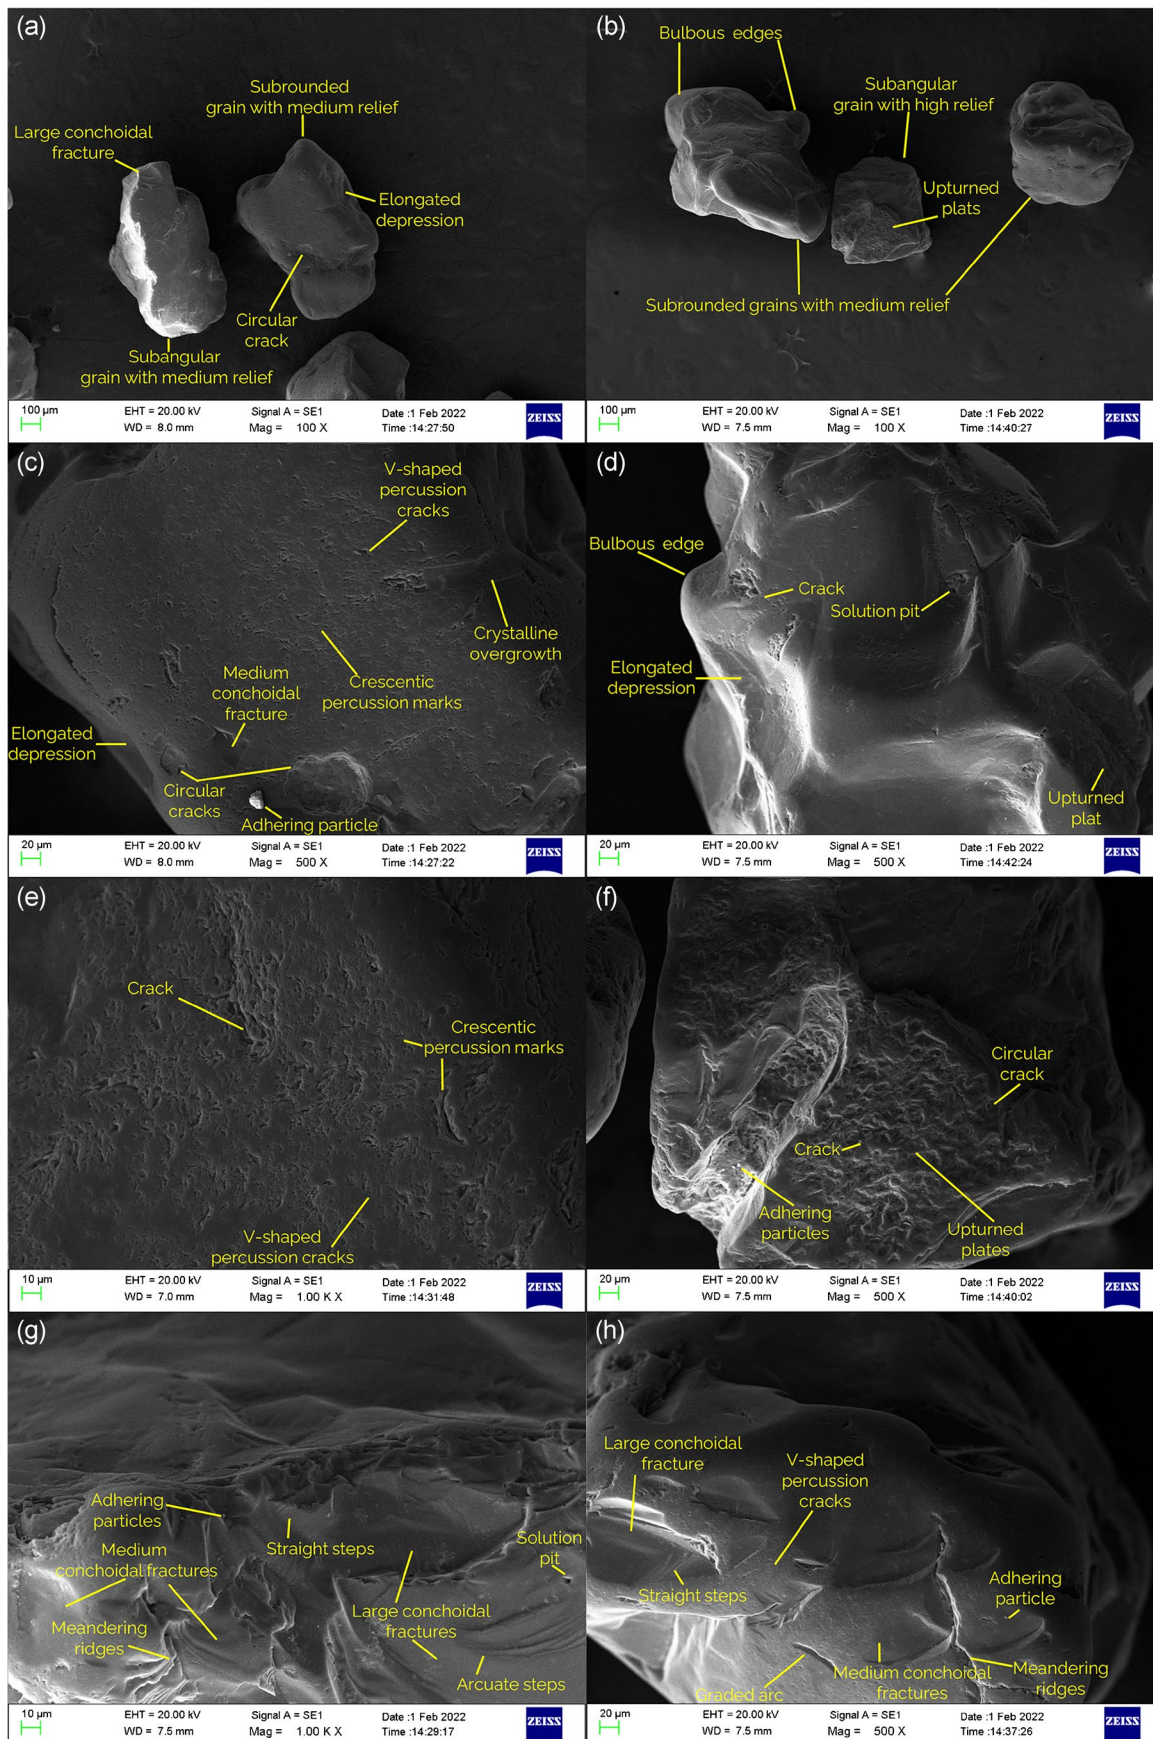 (a)
Subrounded
grain with medium relief
Large conchoidal
fracture
Elongated
depression
Circular
crack
Subangular
grain with medium relief
100 µm
EHT = 20.00 kV
Signal A = SE1
Date :1 Feb 2022
WD = 8.0 mm
Mag = 100 X
Time :14:27:50
ZEISS
(b)
Bulbous edges
Subangular
grain with high relief
Upturned
plats
Subrounded grains with medium relief
100 µm
EHT = 20.00 kV
Signal A = SE1
Date :1 Feb 2022
WD = 7.5 mm
Mag = 100 X
Time :14:40:27
ZEISS
(c)
V-shaped
percussion
cracks
Crystalline
overgrowth
Medium
conchoidal
fracture
Crescentic
percussion marks
Elongated
depression
Circular
cracks
Adhering particle
20 µm
EHT = 20.00 kV
Signal A = SE1
Date :1 Feb 2022
WD = 8.0 mm
Mag = 500 X
Time :14:27:22
ZEISS
(d)
Bulbous edge
Crack
Solution pit
Elongated
depression
Upturned
plat
20 µm
EHT = 20.00 kV
Signal A = SE1
Date :1 Feb 2022
WD = 7.5 mm
Mag = 500 X
Time :14:42:24
ZEISS
(e)
Crack
Crescentic
percussion marks
V-shaped
percussion cracks
10 µm
EHT = 20.00 kV
Signal A = SE1
Date :1 Feb 2022
WD = 7.0 mm
Mag = 1.00 K X
Time :14:31:48
ZEISS
(f)
Circular
crack
Crack
Adhering
particles
Upturned
plates
20 µm
EHT = 20.00 kV
Signal A = SE1
Date :1 Feb 2022
WD = 7.5 mm
Mag = 500 X
Time :14:40:02
ZEISS
(g)
Adhering
particles
Straight steps
Solution
pit
Medium
conchoidal fractures
Meandering
ridges
Large conchoidal
fractures
Arcuate steps
10 µm
EHT = 20.00 kV
Signal A = SE1
Date :1 Feb 2022
WD = 7.5 mm
Mag = 1.00 K X
Time :14:29:17
ZEISS
(h)
Large conchoidal
fracture
V-shaped
percussion
cracks
Straight steps
Adhering
particle
Medium conchoidal
fractures
Meandering
ridges
Graded arc
20 µm
EHT = 20.00 kV
Signal A = SE1
Date :1 Feb 2022
WD = 7.5 mm
Mag = 500 X
Time :14:37:26
ZEISS